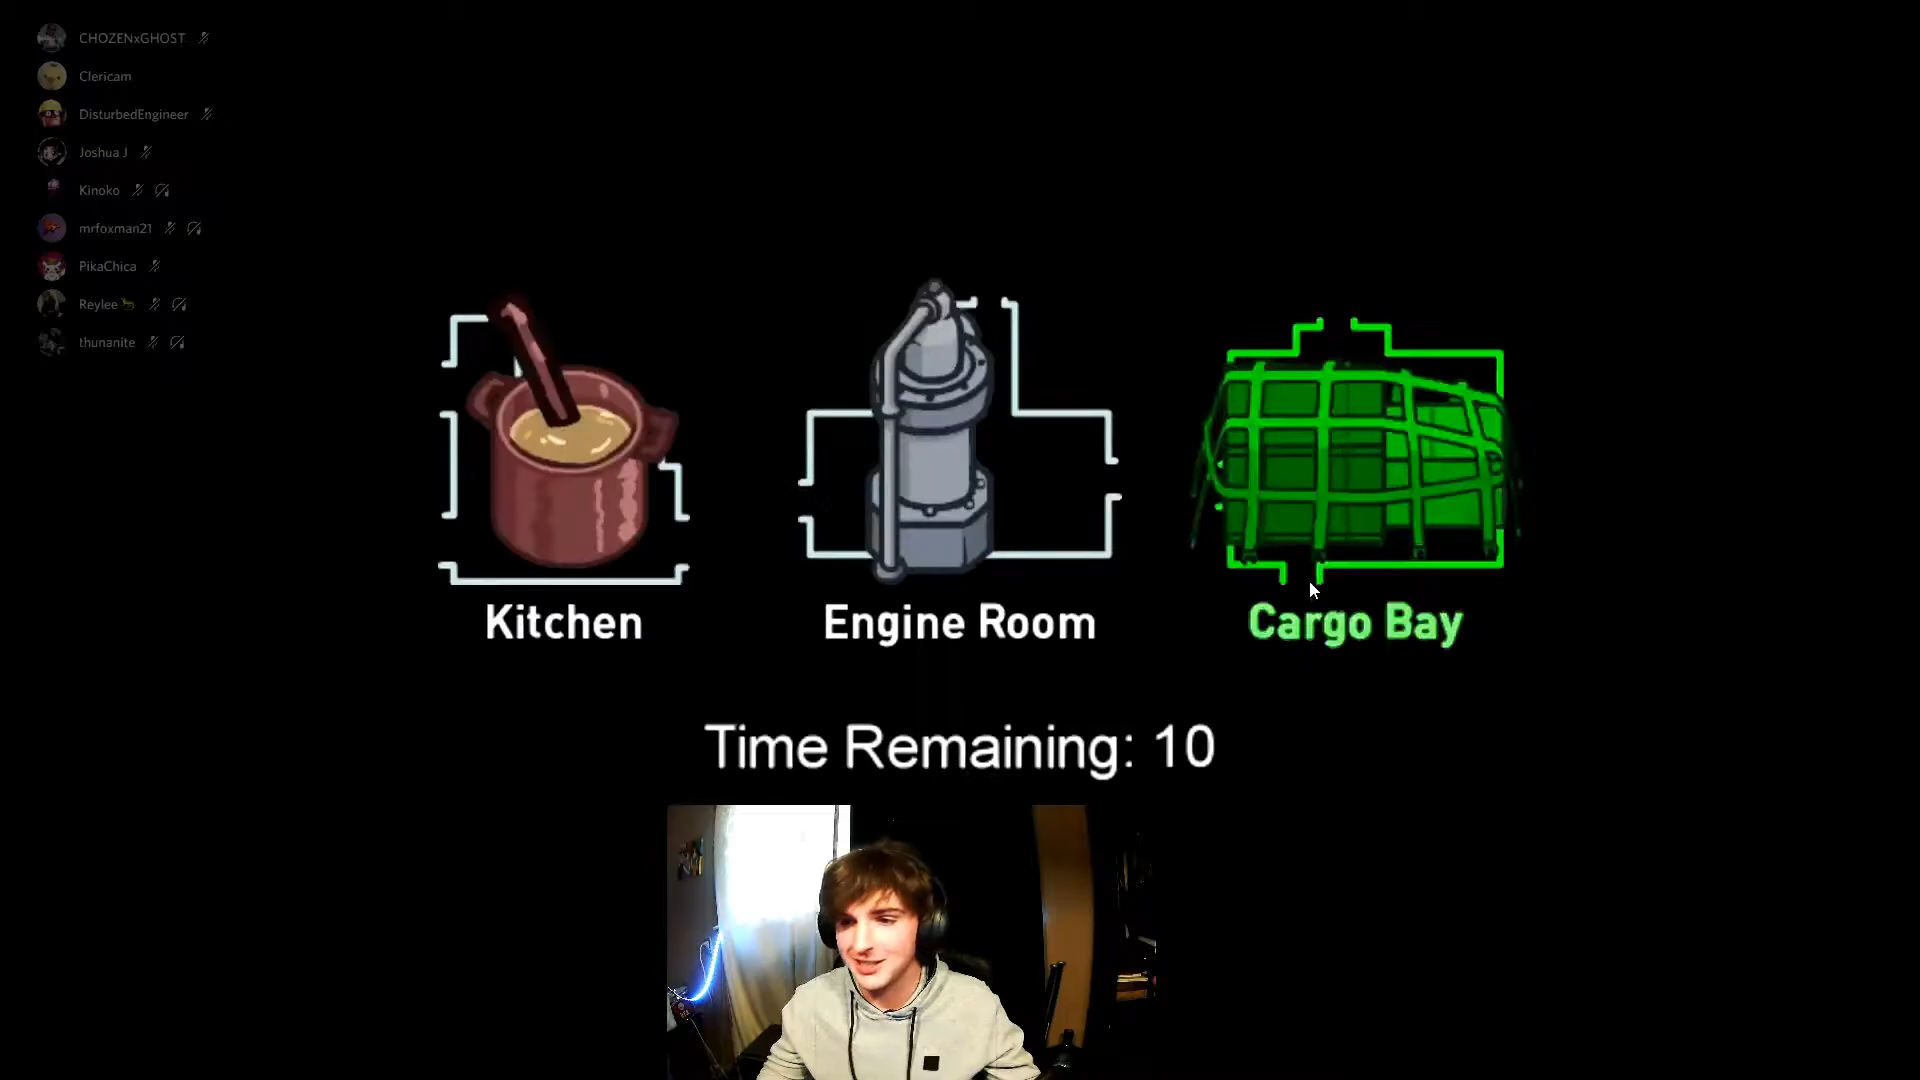 CHOZENxGHOST
Clericam
DisturbedEngineer
Joshua J
Kinoko
mrfoxman21
PikaChica
Reylee
thunanite
Kitchen
Engine Room
Cargo Bay
Time Remaining: 10